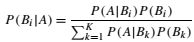 P(B_i|A) = \frac{P(A|B_i)P(B_i)}{\sum_{k=1}^{K} P(A|B_k)P(B_k)}